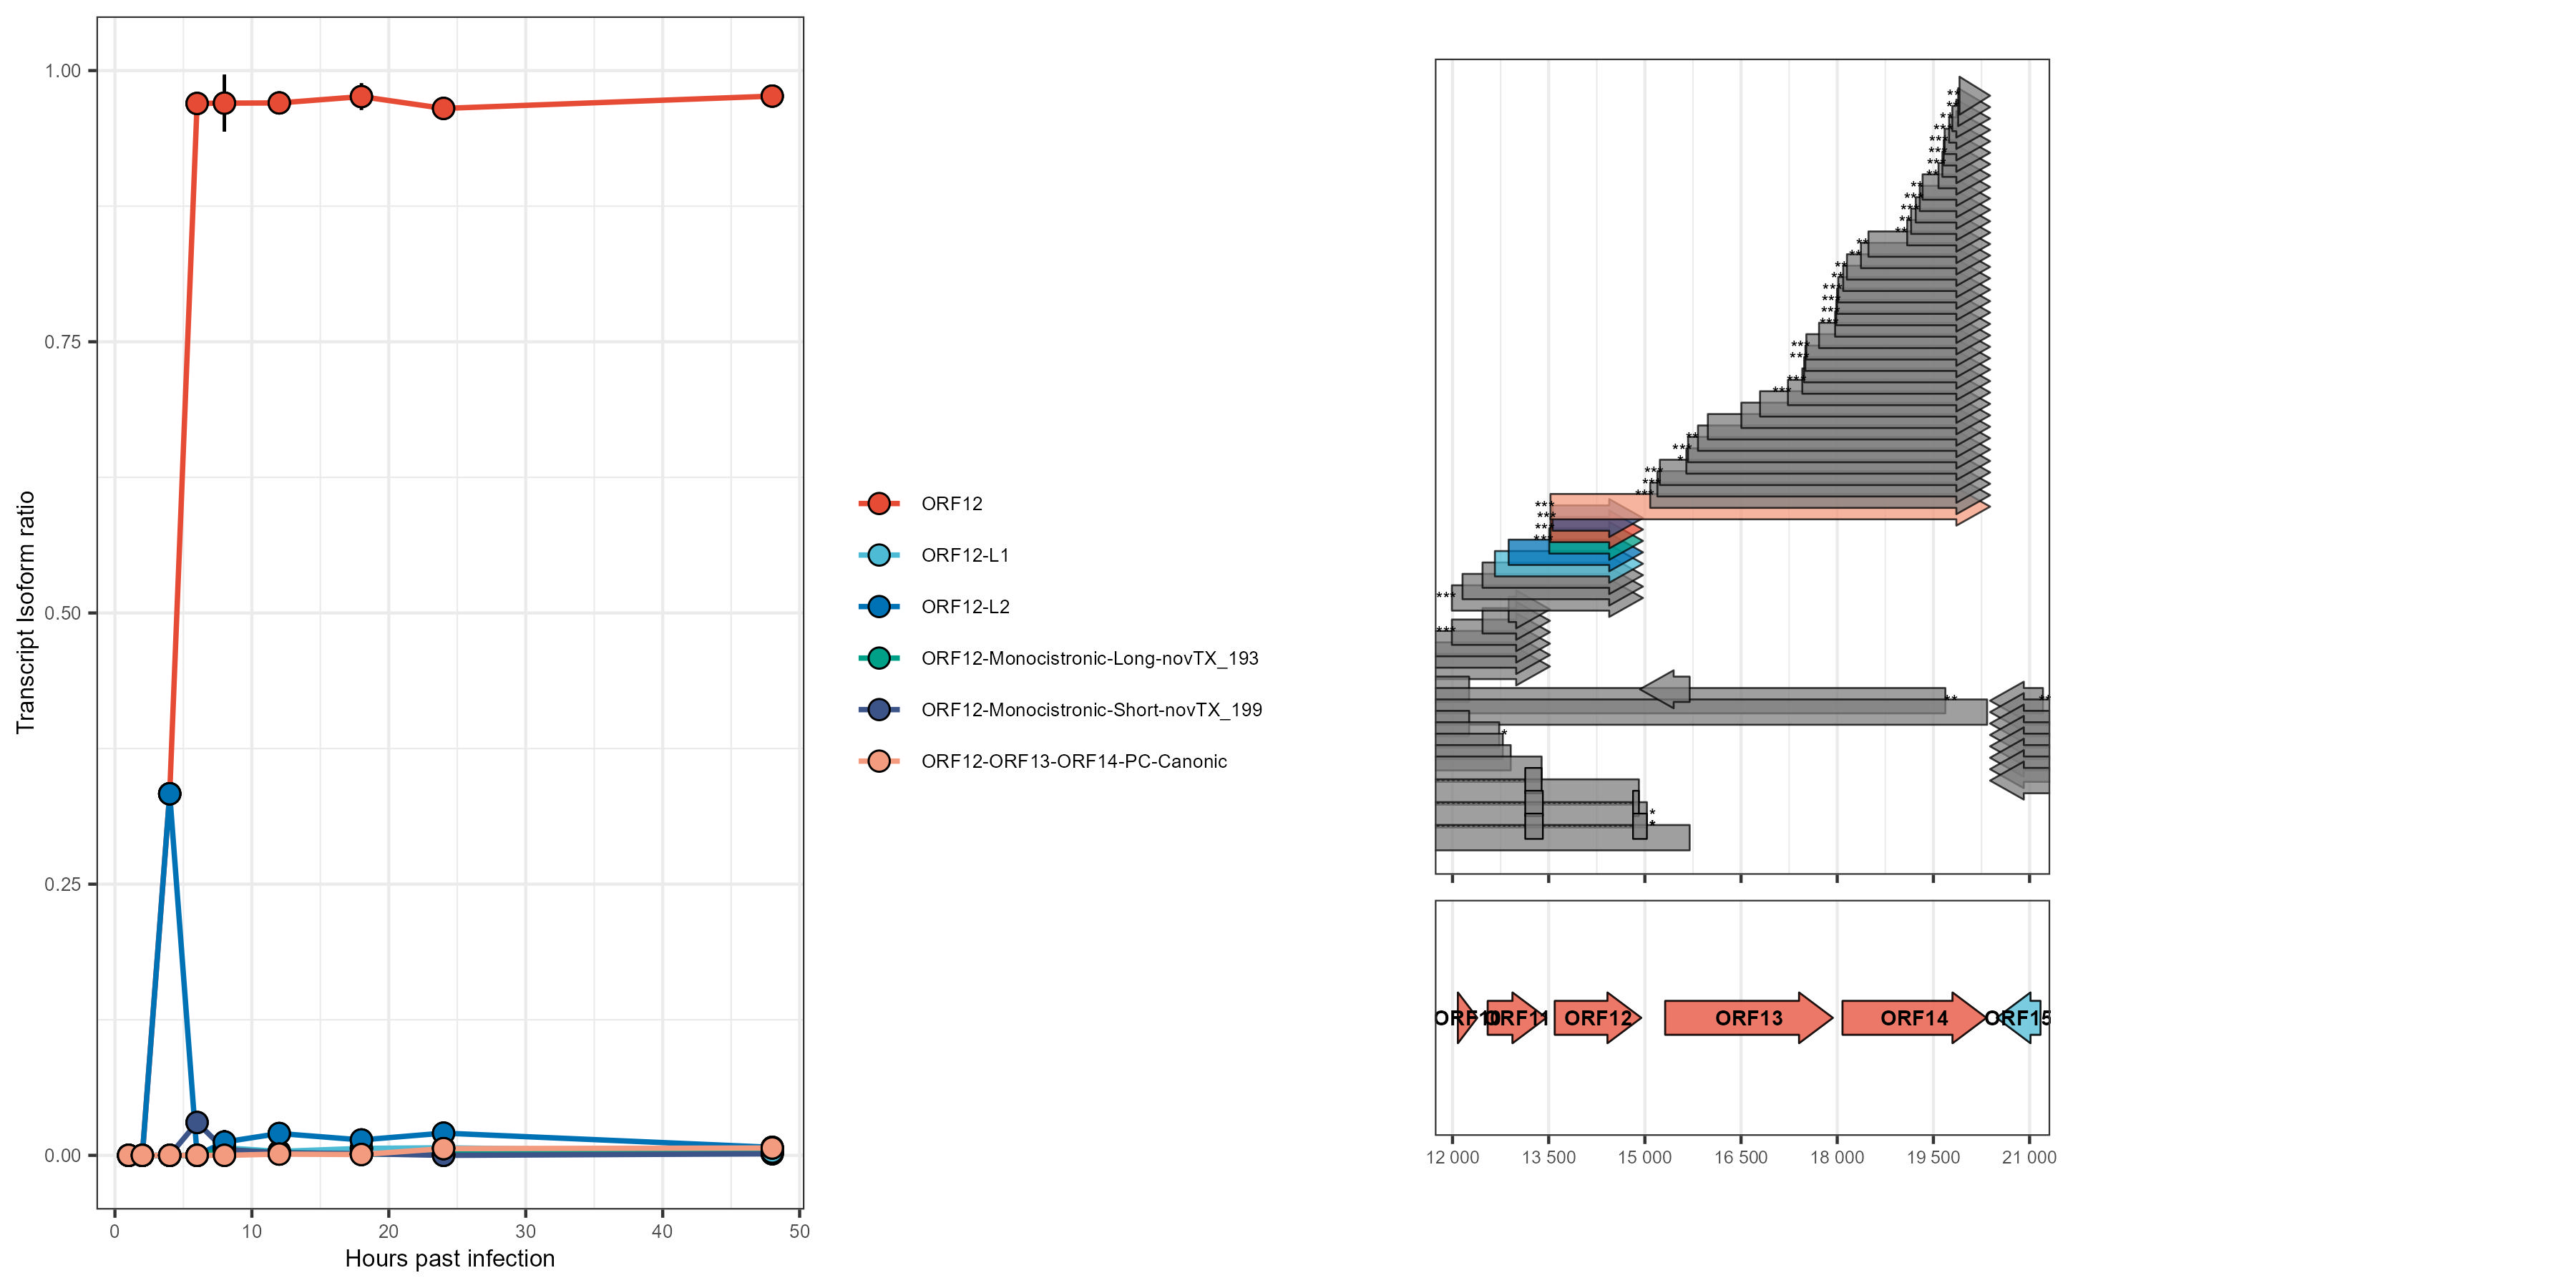 1.00
0.75
0.50
0.25
0.00
Transcript Isoform ratio
0 10 20 30 40 50
Hours past infection
ORF12
ORF12-L1
ORF12-L2
ORF12-Monocistronic-Long-novTX_193
ORF12-Monocistronic-Short-novTX_199
ORF12-ORF13-ORF14-PC-Canonic
ORF10 ORF11 ORF12 ORF13 ORF14 ORF15
12 000 13 500 15 000 16 500 18 000 19 500 21 000